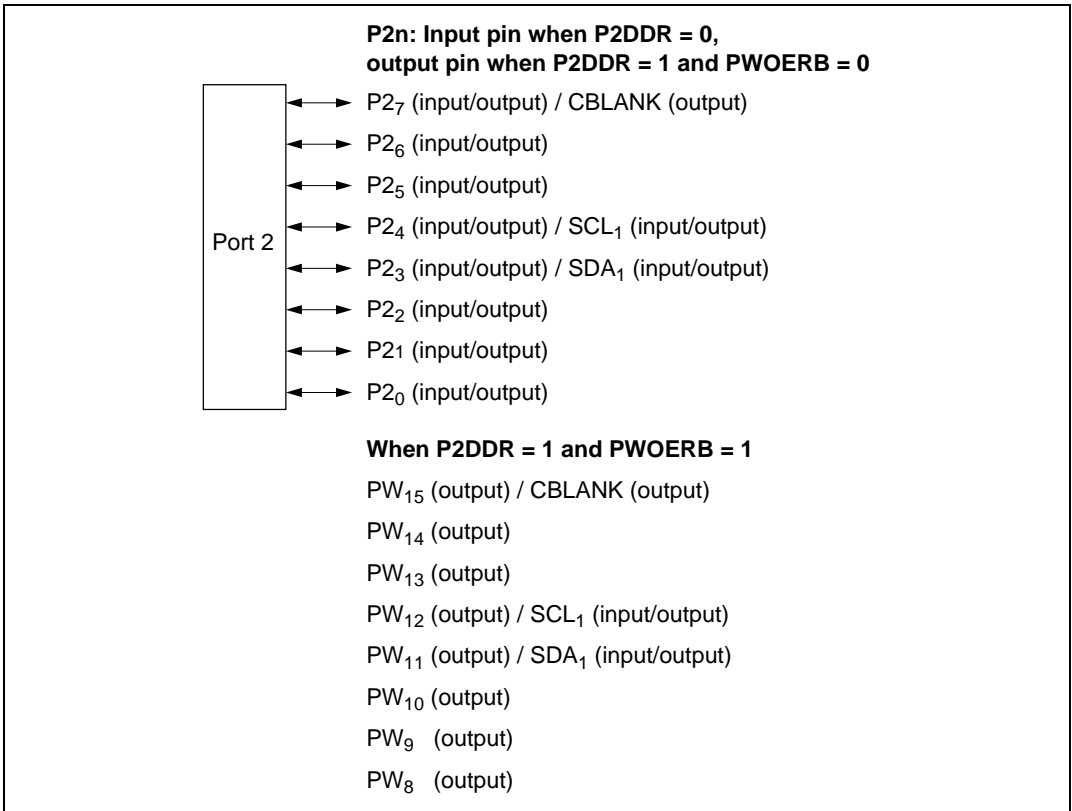 P2n: Input pin when P2DDR = 0,
output pin when P2DDR = 1 and PWOERB = 0
P2₇ (input/output) / CBLANK (output)
P2₆ (input/output)
P2₅ (input/output)
P2₄ (input/output) / SCL₁ (input/output)
Port 2
P2₃ (input/output) / SDA₁ (input/output)
P2₂ (input/output)
P21 (input/output)
P2₀ (input/output)
When P2DDR = 1 and PWOERB = 1
PW₁₅ (output) / CBLANK (output)
PW₁₄ (output)
PW₁₃ (output)
PW₁₂ (output) / SCL₁ (input/output)
PW₁₁ (output) / SDA₁ (input/output)
PW₁₀ (output)
PW₉ (output)
PW₈ (output)